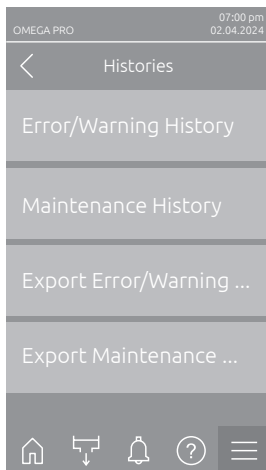 07:00 pm
OMEGA PRO 02.04.2024
Histories
Error/Warning History
Maintenance History
Export Error/Warning ...
Export Maintenance ...
?